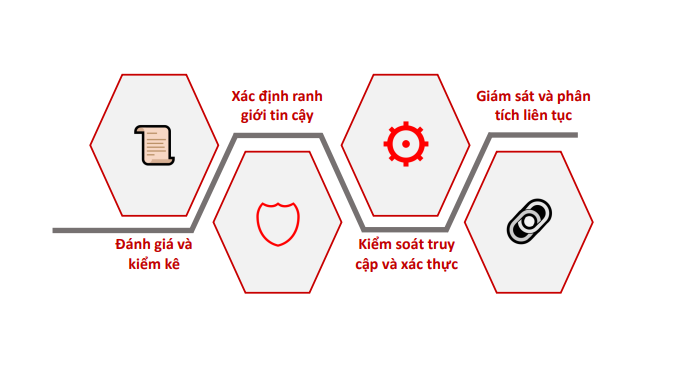 Đánh giá và
kiểm kê
Xác định ranh
giới tin cậy
Kiểm soát truy
cập và xác thực
Giám sát và phân
tích liên tục